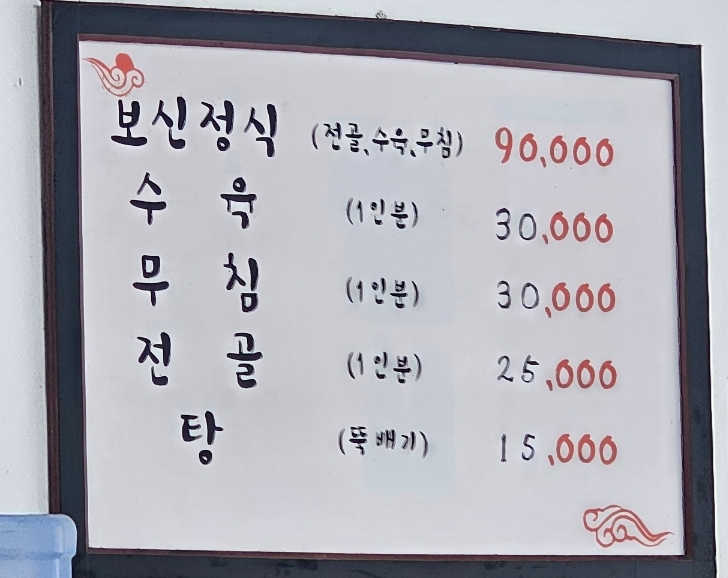 보신정식 (전골,수육,무침) 90,000
수육 (1인분) 30,000
무침 (1인분) 30,000
전골 (1인분) 25,000
탕 (뚝배기) 15,000